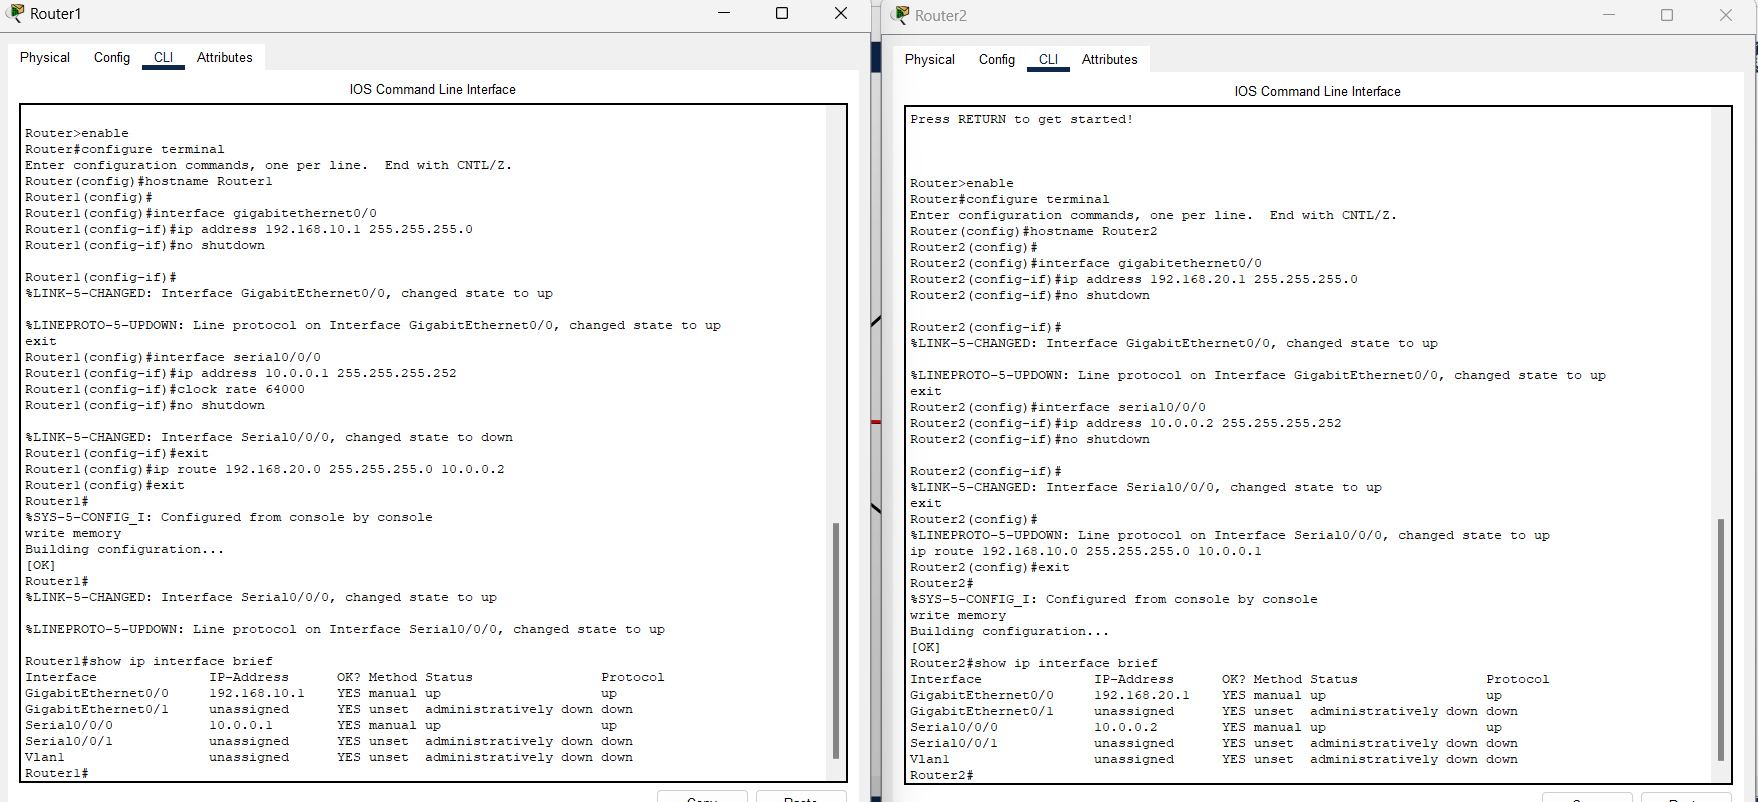 Router1
Physical Config CLI Attributes
IOS Command Line Interface
Router>enable
Router#configure terminal
Enter configuration commands, one per line.  End with CNTL/Z.
Router(config)#hostname Router1
Router1(config)#
Router1(config)#interface gigabitethernet0/0
Router1(config-if)#ip address 192.168.10.1 255.255.255.0
Router1(config-if)#no shutdown
Router1(config-if)#
%LINK-5-CHANGED: Interface GigabitEthernet0/0, changed state to up
%LINEPROTO-5-UPDOWN: Line protocol on Interface GigabitEthernet0/0, changed state to up
exit
Router1(config)#interface serial0/0/0
Router1(config-if)#ip address 10.0.0.1 255.255.255.252
Router1(config-if)#clock rate 64000
Router1(config-if)#no shutdown
%LINK-5-CHANGED: Interface Serial0/0/0, changed state to down
Router1(config-if)#exit
Router1(config)#ip route 192.168.20.0 255.255.255.0 10.0.0.2
Router1(config)#exit
Router1#
%SYS-5-CONFIG_I: Configured from console by console
write memory
Building configuration...
[OK]
Router1#
%LINK-5-CHANGED: Interface Serial0/0/0, changed state to up
%LINEPROTO-5-UPDOWN: Line protocol on Interface Serial0/0/0, changed state to up
Router1#show ip interface brief
Interface IP-Address OK? Method Status Protocol
GigabitEthernet0/0 192.168.10.1 YES manual up up
GigabitEthernet0/1 unassigned YES unset administratively down down
Serial0/0/0 10.0.0.1 YES manual up up
Serial0/0/1 unassigned YES unset administratively down down
Vlan1 unassigned YES unset administratively down down
Router1#
Router2
Physical Config CLI Attributes
IOS Command Line Interface
Press RETURN to get started!
Router>enable
Router#configure terminal
Enter configuration commands, one per line.  End with CNTL/Z.
Router(config)#hostname Router2
Router2(config)#
Router2(config)#interface gigabitethernet0/0
Router2(config-if)#ip address 192.168.20.1 255.255.255.0
Router2(config-if)#no shutdown
Router2(config-if)#
%LINK-5-CHANGED: Interface GigabitEthernet0/0, changed state to up
%LINEPROTO-5-UPDOWN: Line protocol on Interface GigabitEthernet0/0, changed state to up
exit
Router2(config)#interface serial0/0/0
Router2(config-if)#ip address 10.0.0.2 255.255.255.252
Router2(config-if)#no shutdown
Router2(config-if)#
%LINK-5-CHANGED: Interface Serial0/0/0, changed state to up
exit
Router2(config)#
%LINEPROTO-5-UPDOWN: Line protocol on Interface Serial0/0/0, changed state to up
ip route 192.168.10.0 255.255.255.0 10.0.0.1
Router2(config)#exit
Router2#
%SYS-5-CONFIG_I: Configured from console by console
write memory
Building configuration...
[OK]
Router2#show ip interface brief
Interface IP-Address OK? Method Status Protocol
GigabitEthernet0/0 192.168.20.1 YES manual up up
GigabitEthernet0/1 unassigned YES unset administratively down down
Serial0/0/0 10.0.0.2 YES manual up up
Serial0/0/1 unassigned YES unset administratively down down
Vlan1 unassigned YES unset administratively down down
Router2#